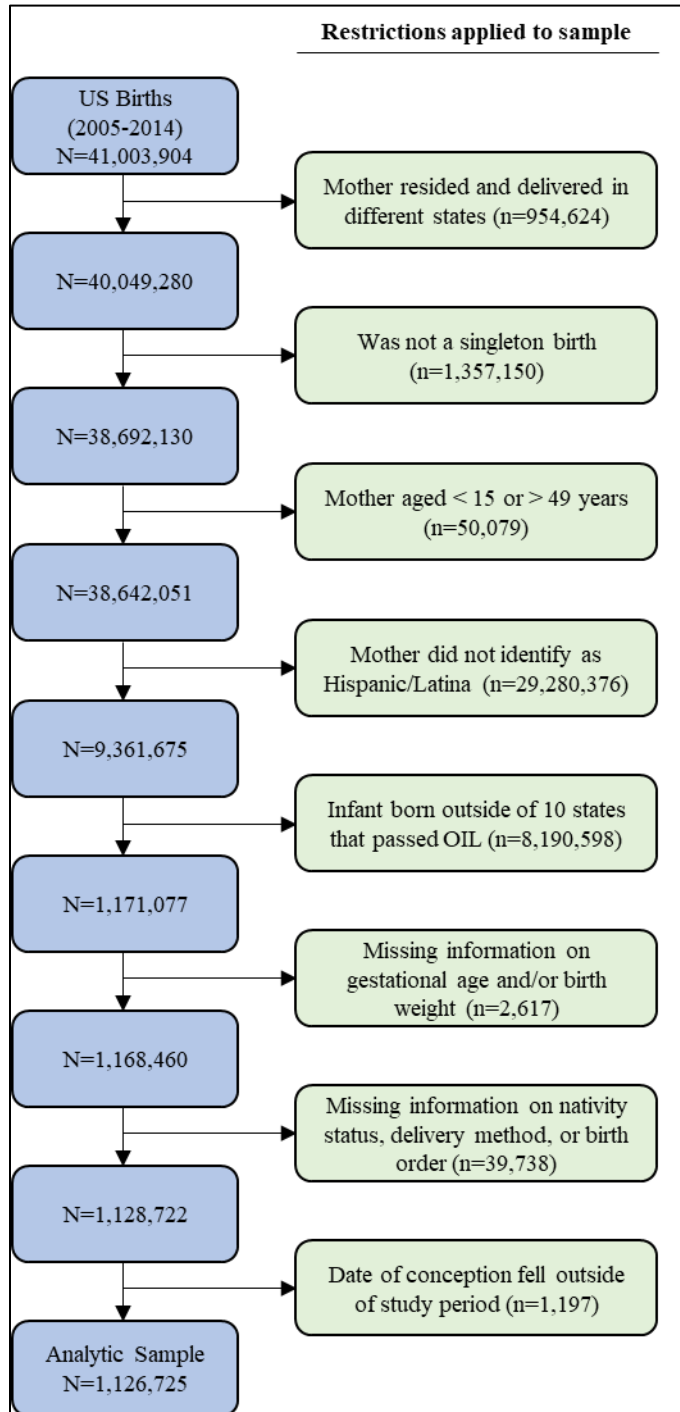 Restrictions applied to sample
US Births
(2005-2014)
N=41,003,904
Mother resided and delivered in
different states (n=954,624)
N=40,049,280
Was not a singleton birth
(n=1,357,150)
N=38,692,130
Mother aged < 15 or > 49 years
(n=50,079)
N=38,642,051
Mother did not identify as
Hispanic/Latina (n=29,280,376)
N=9,361,675
Infant born outside of 10 states
that passed OIL (n=8,190,598)
N=1,171,077
Missing information on
gestational age and/or birth
weight (n=2,617)
N=1,168,460
Missing information on nativity
status, delivery method, or birth
order (n=39,738)
N=1,128,722
Date of conception fell outside
of study period (n=1,197)
Analytic Sample
N=1,126,725